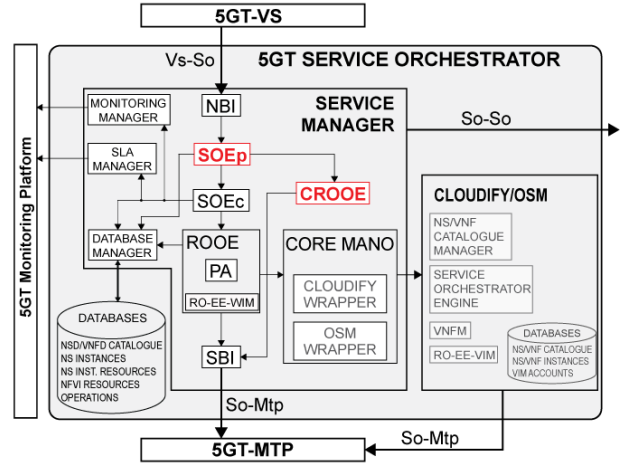 5GT-VS
Vs-So
5GT SERVICE ORCHESTRATOR
5GT Monitoring Platform
MONITORING
MANAGER
NBI
SERVICE
MANAGER
So-So
SLA
MANAGER
SOEp
CROOE
SOEc
CLOUDIFY/OSM
DATABASE
MANAGER
ROOE
PA
RO-EE-WIM
CORE MANO
CLOUDIFY
WRAPPER
OSM
WRAPPER
NS/VNF
CATALOGUE
MANAGER
SERVICE
ORCHESTRATOR
ENGINE
VNFM
RO-EE-VIM
DATABASES
NS/VNF CATALOGUE
NS/VNF INSTANCES
VIM ACCOUNTS
DATABASES
NSD/VNFD CATALOGUE
NS INSTANCES
NS INST. RESOURCES
NFVI RESOURCES
OPERATIONS
SBI
So-Mtp
So-Mtp
5GT-MTP